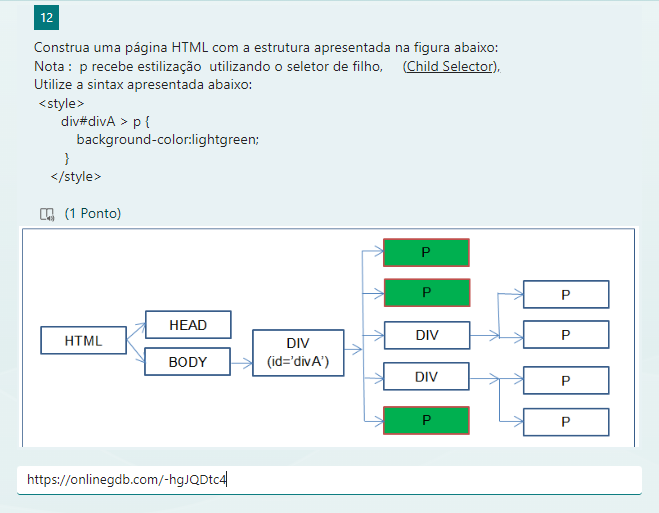 12
Construa uma página HTML com a estrutura apresentada na figura abaixo:
Nota : p recebe estilização utilizando o seletor de filho, (Child Selector),
Utilize a sintax apresentada abaixo:
<style>
div#divA > p {
background-color:lightgreen;
}
</style>
(1 Ponto)
P
P
P
HEAD
HTML
DIV
P
DIV
(id='divA')
BODY
DIV
P
P
P
https://onlinegdb.com/-hgJQDtc4